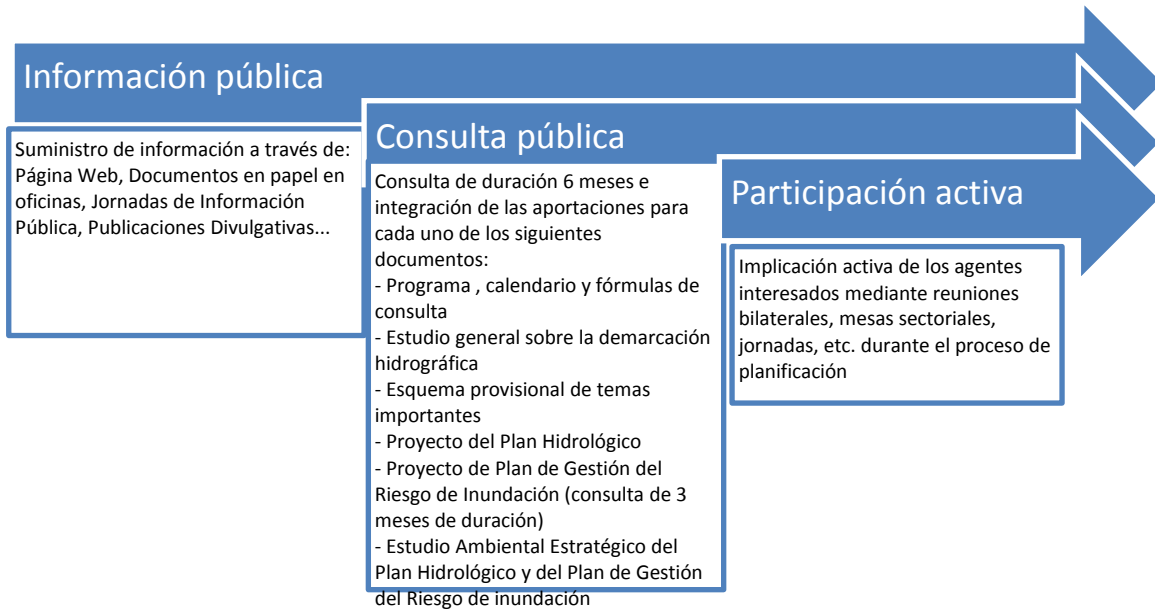 Información pública
Suministro de información a través de:
Página Web, Documentos en papel en
oficinas, Jornadas de Información
Pública, Publicaciones Divulgativas...
Consulta pública
Consulta de duración 6 meses e
integración de las aportaciones para
cada uno de los siguientes
documentos:
- Programa , calendario y fórmulas de
consulta
- Estudio general sobre la demarcación
hidrográfica
- Esquema provisional de temas
importantes
- Proyecto del Plan Hidrológico
- Proyecto de Plan de Gestión del
Riesgo de Inundación (consulta de 3
meses de duración)
- Estudio Ambiental Estratégico del
Plan Hidrológico y del Plan de Gestión
del Riesgo de inundación
Participación activa
Implicación activa de los agentes
interesados mediante reuniones
bilaterales, mesas sectoriales,
jornadas, etc. durante el proceso de
planificación